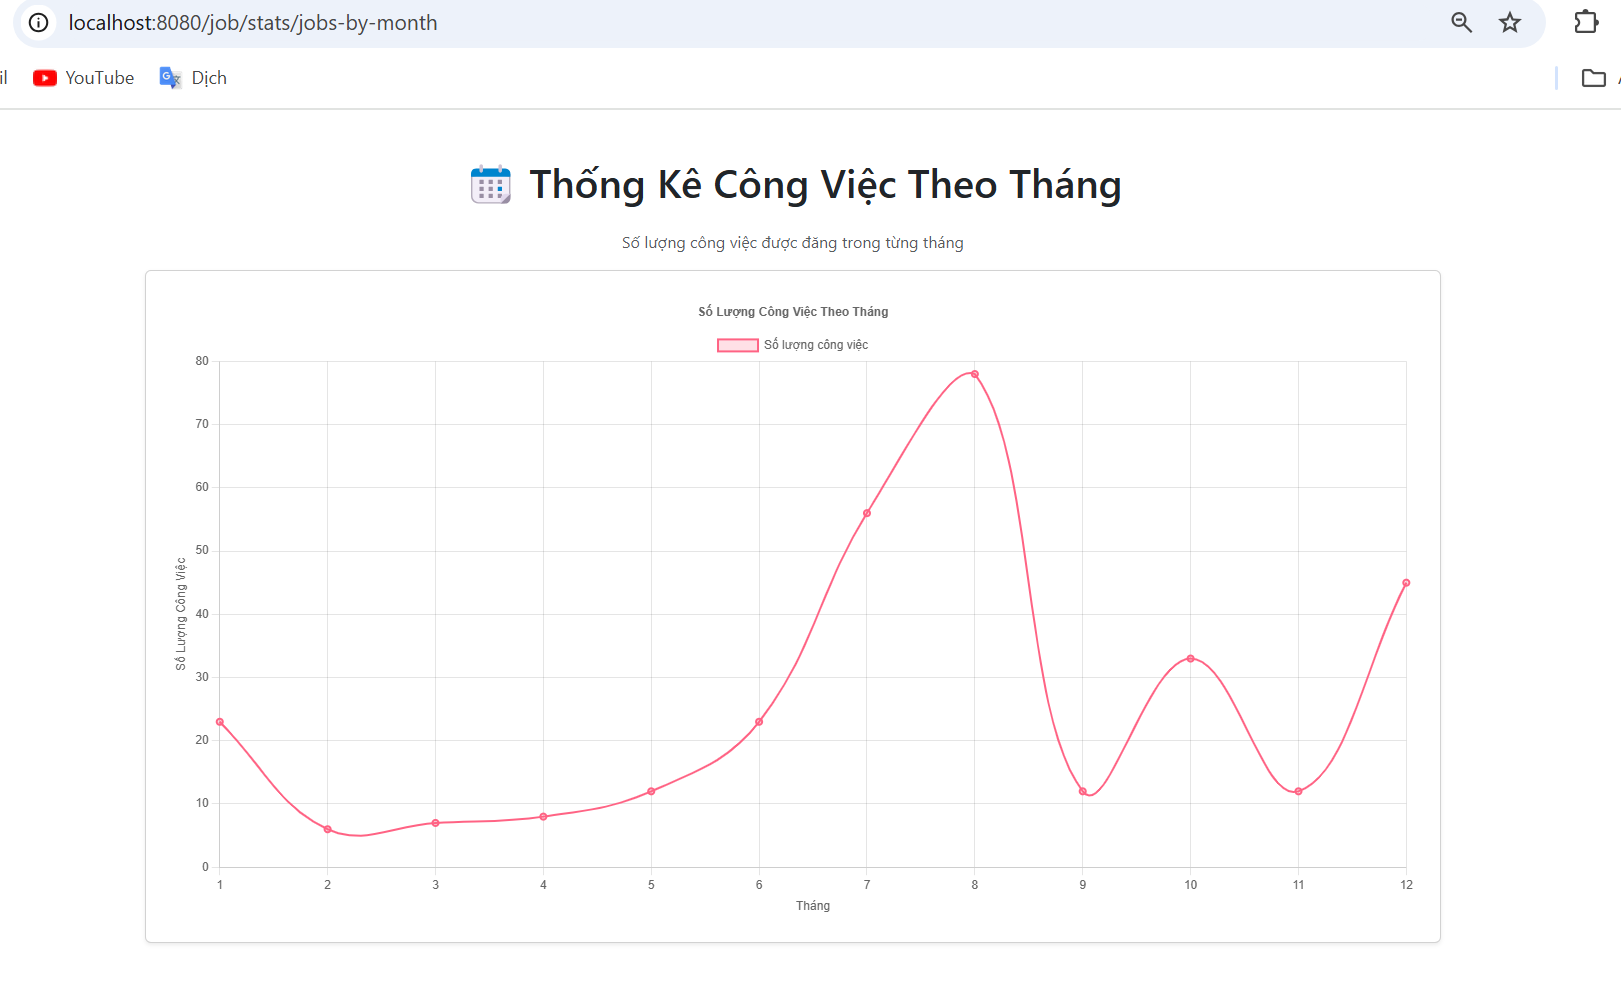 localhost:8080/job/stats/jobs-by-month
il YouTube Dịch
Thống Kê Công Việc Theo Tháng
Số lượng công việc được đăng trong từng tháng
Số Lượng Công Việc Theo Tháng
Số lượng công việc
80
70
60
50
40
30
20
10
0
Số Lượng Công Việc
1 2 3 4 5 6 7 8 9 10 11 12
Tháng